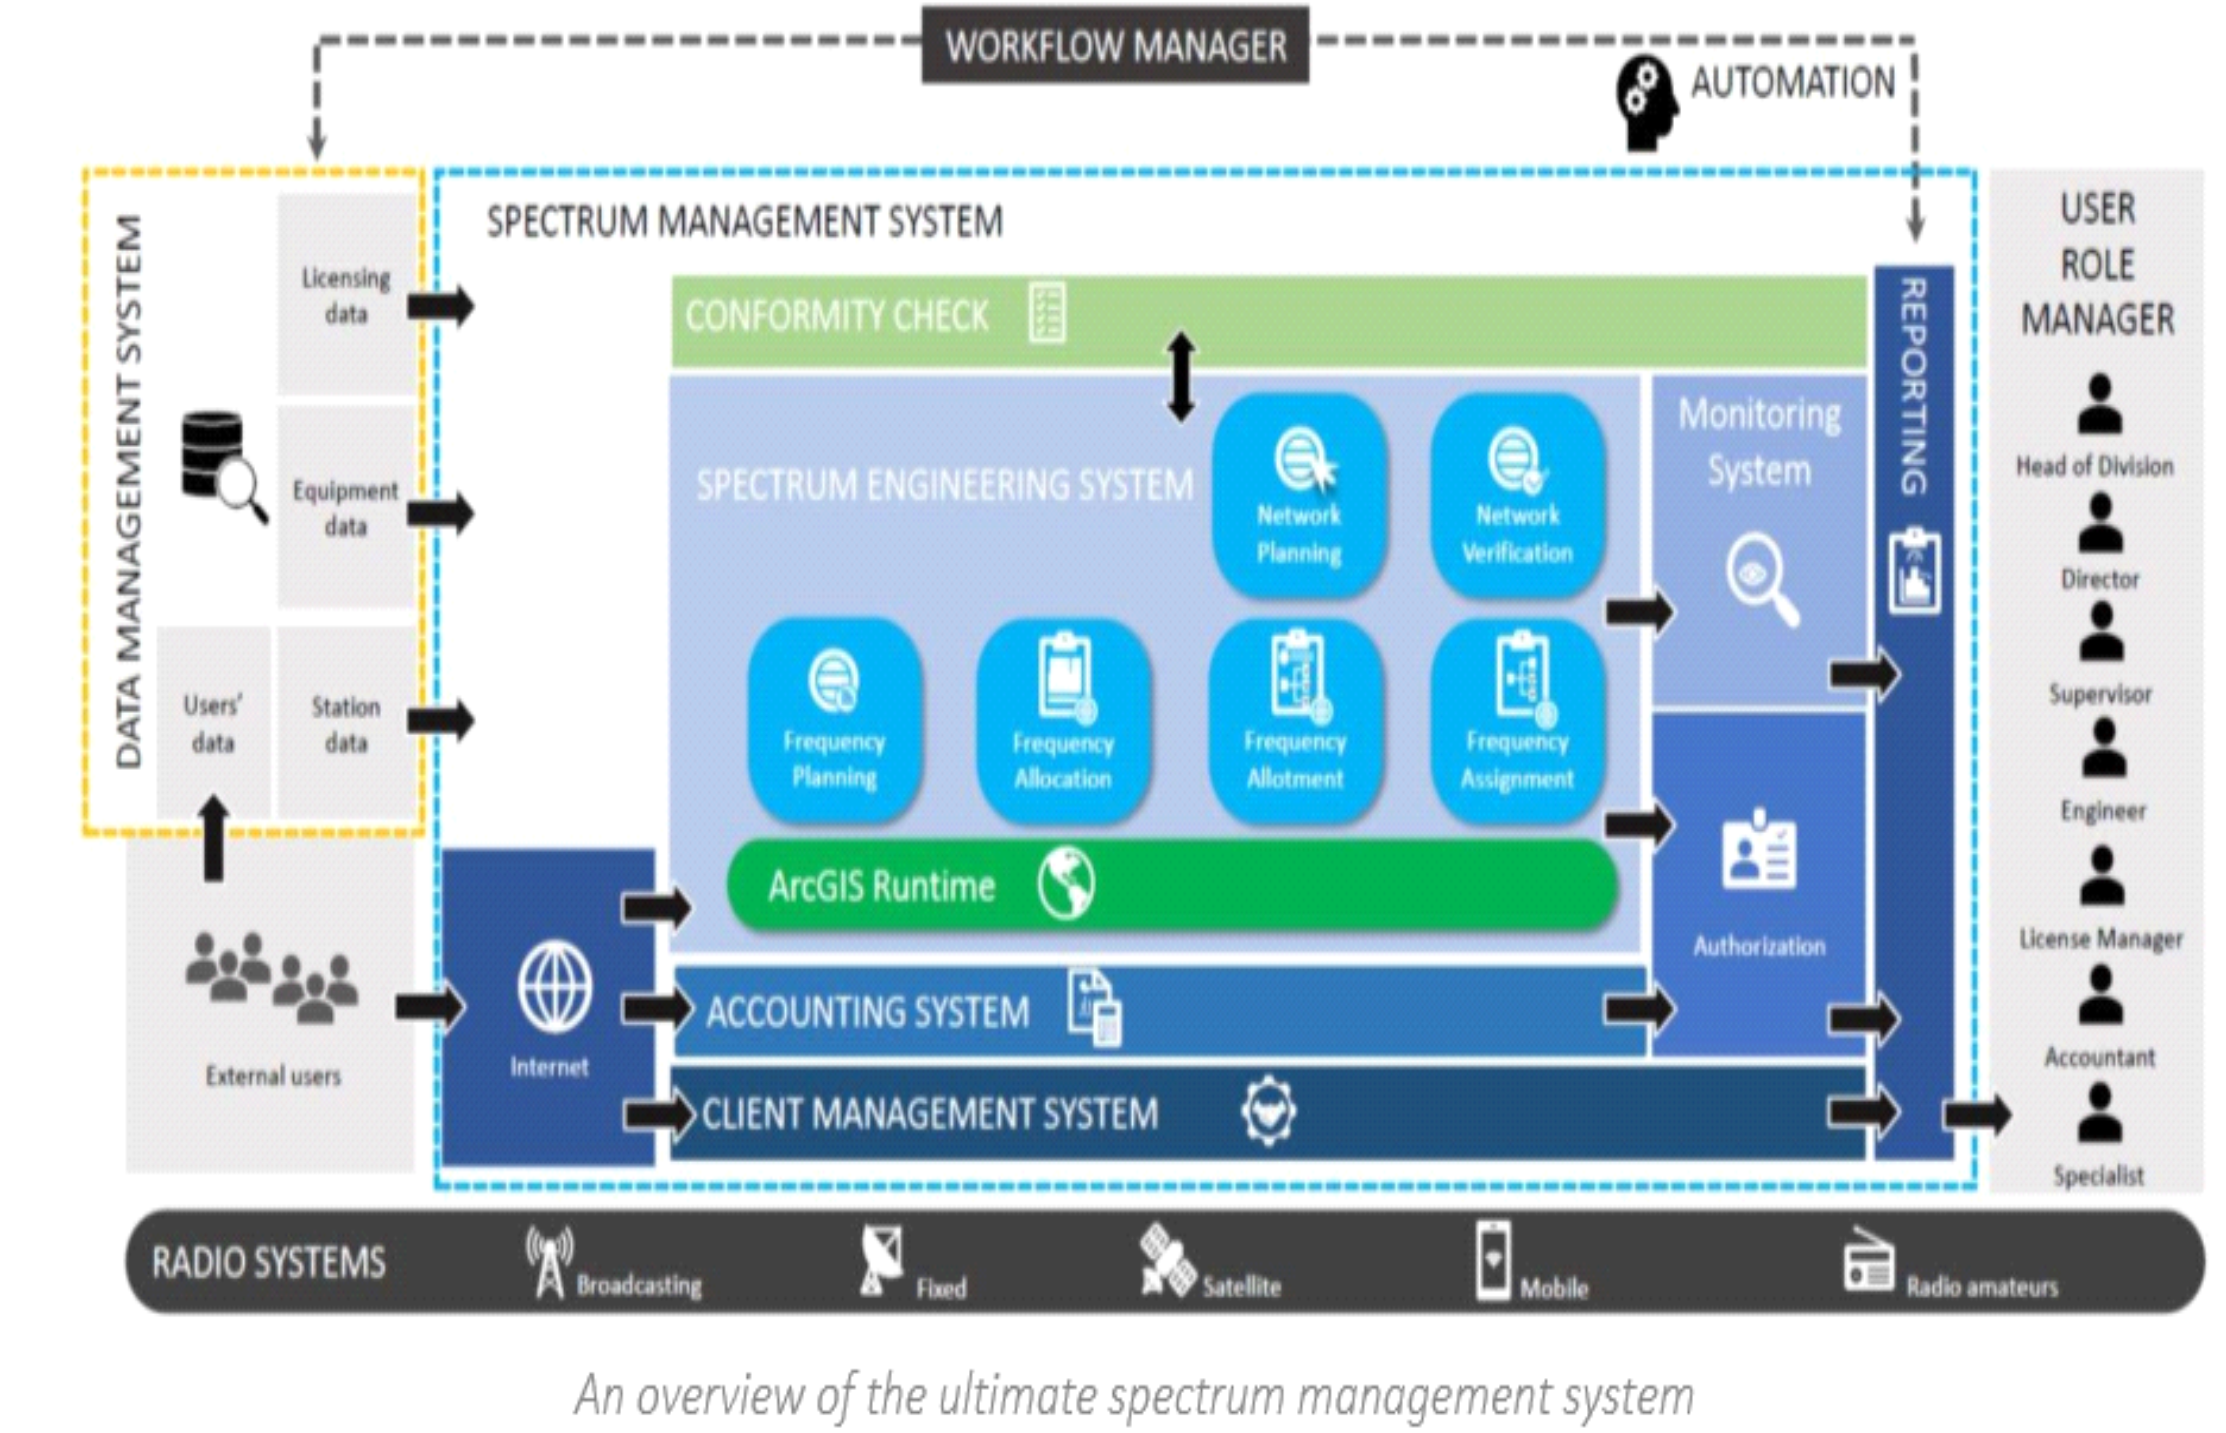 WORKFLOW MANAGER
AUTOMATION
DATA MANAGEMENT SYSTEM
Licensing
data
Equipment
data
Users’
data
Station
data
External users
SPECTRUM MANAGEMENT SYSTEM
CONFORMITY CHECK
SPECTRUM ENGINEERING SYSTEM
Network
Planning
Network
Verification
Frequency
Planning
Frequency
Allocation
Frequency
Allotment
Frequency
Assignment
ArcGIS Runtime
Monitoring
System
Authorization
Internet
ACCOUNTING SYSTEM
CLIENT MANAGEMENT SYSTEM
REPORTING
USER
ROLE
MANAGER
Head of Division
Director
Supervisor
Engineer
License Manager
Accountant
Specialist
RADIO SYSTEMS
Broadcasting
Fixed
Satellite
Mobile
Radio amateurs
An overview of the ultimate spectrum management system